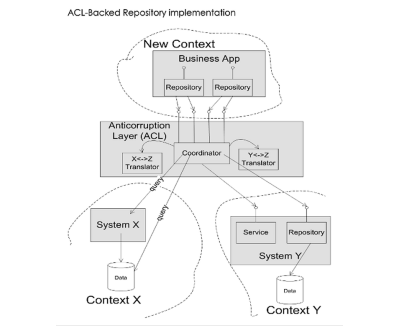 ACL-Backed Repository implementation
New Context
Business App
Repository
Repository
Anticorruption
Layer (ACL)
Coordinator
X<->Z
Translator
Y<->Z
Translator
query
query
System X
Service
Repository
System Y
Data
Data
Context X
Context Y